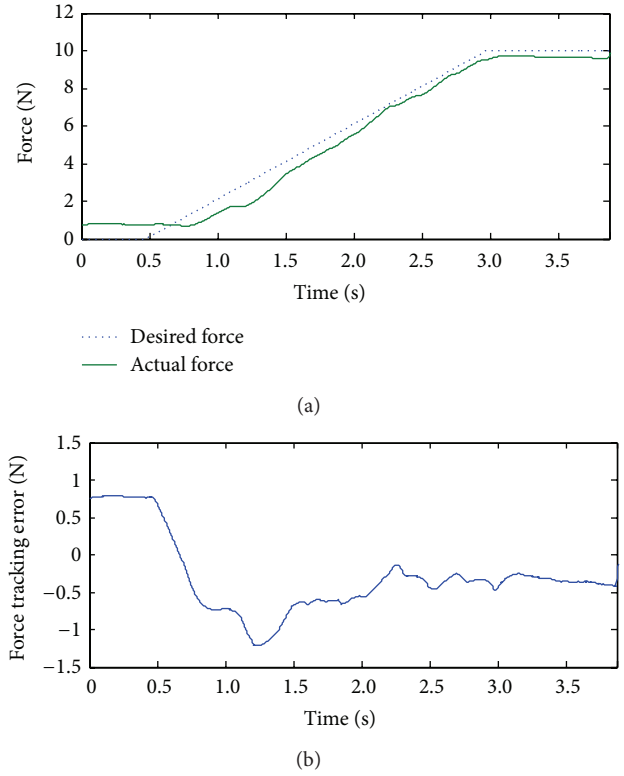 12
10
8
6
4
2
0
Force (N)
0 0.5 1.0 1.5 2.0 2.5 3.0 3.5
Time (s)
Desired force
Actual force
(a)
1.5
1
0.5
0
−0.5
−1
−1.5
Force tracking error (N)
0 0.5 1.0 1.5 2.0 2.5 3.0 3.5
Time (s)
(b)